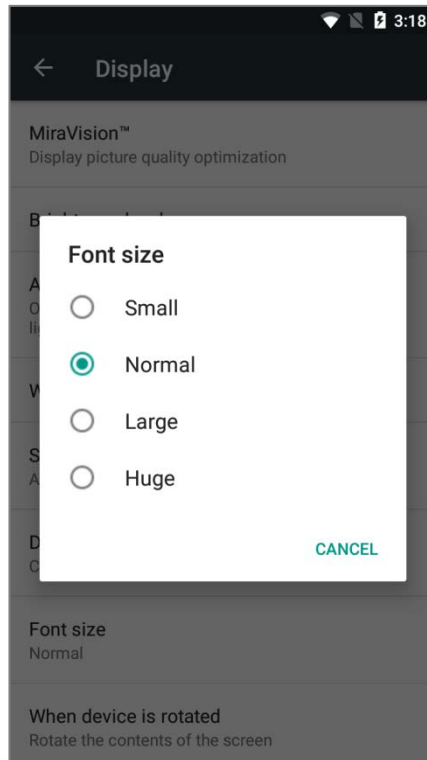 3:18
Display
MiraVision™
Display picture quality optimization
Font size
Small
Normal
Large
Huge
CANCEL
Font size
Normal
When device is rotated
Rotate the contents of the screen